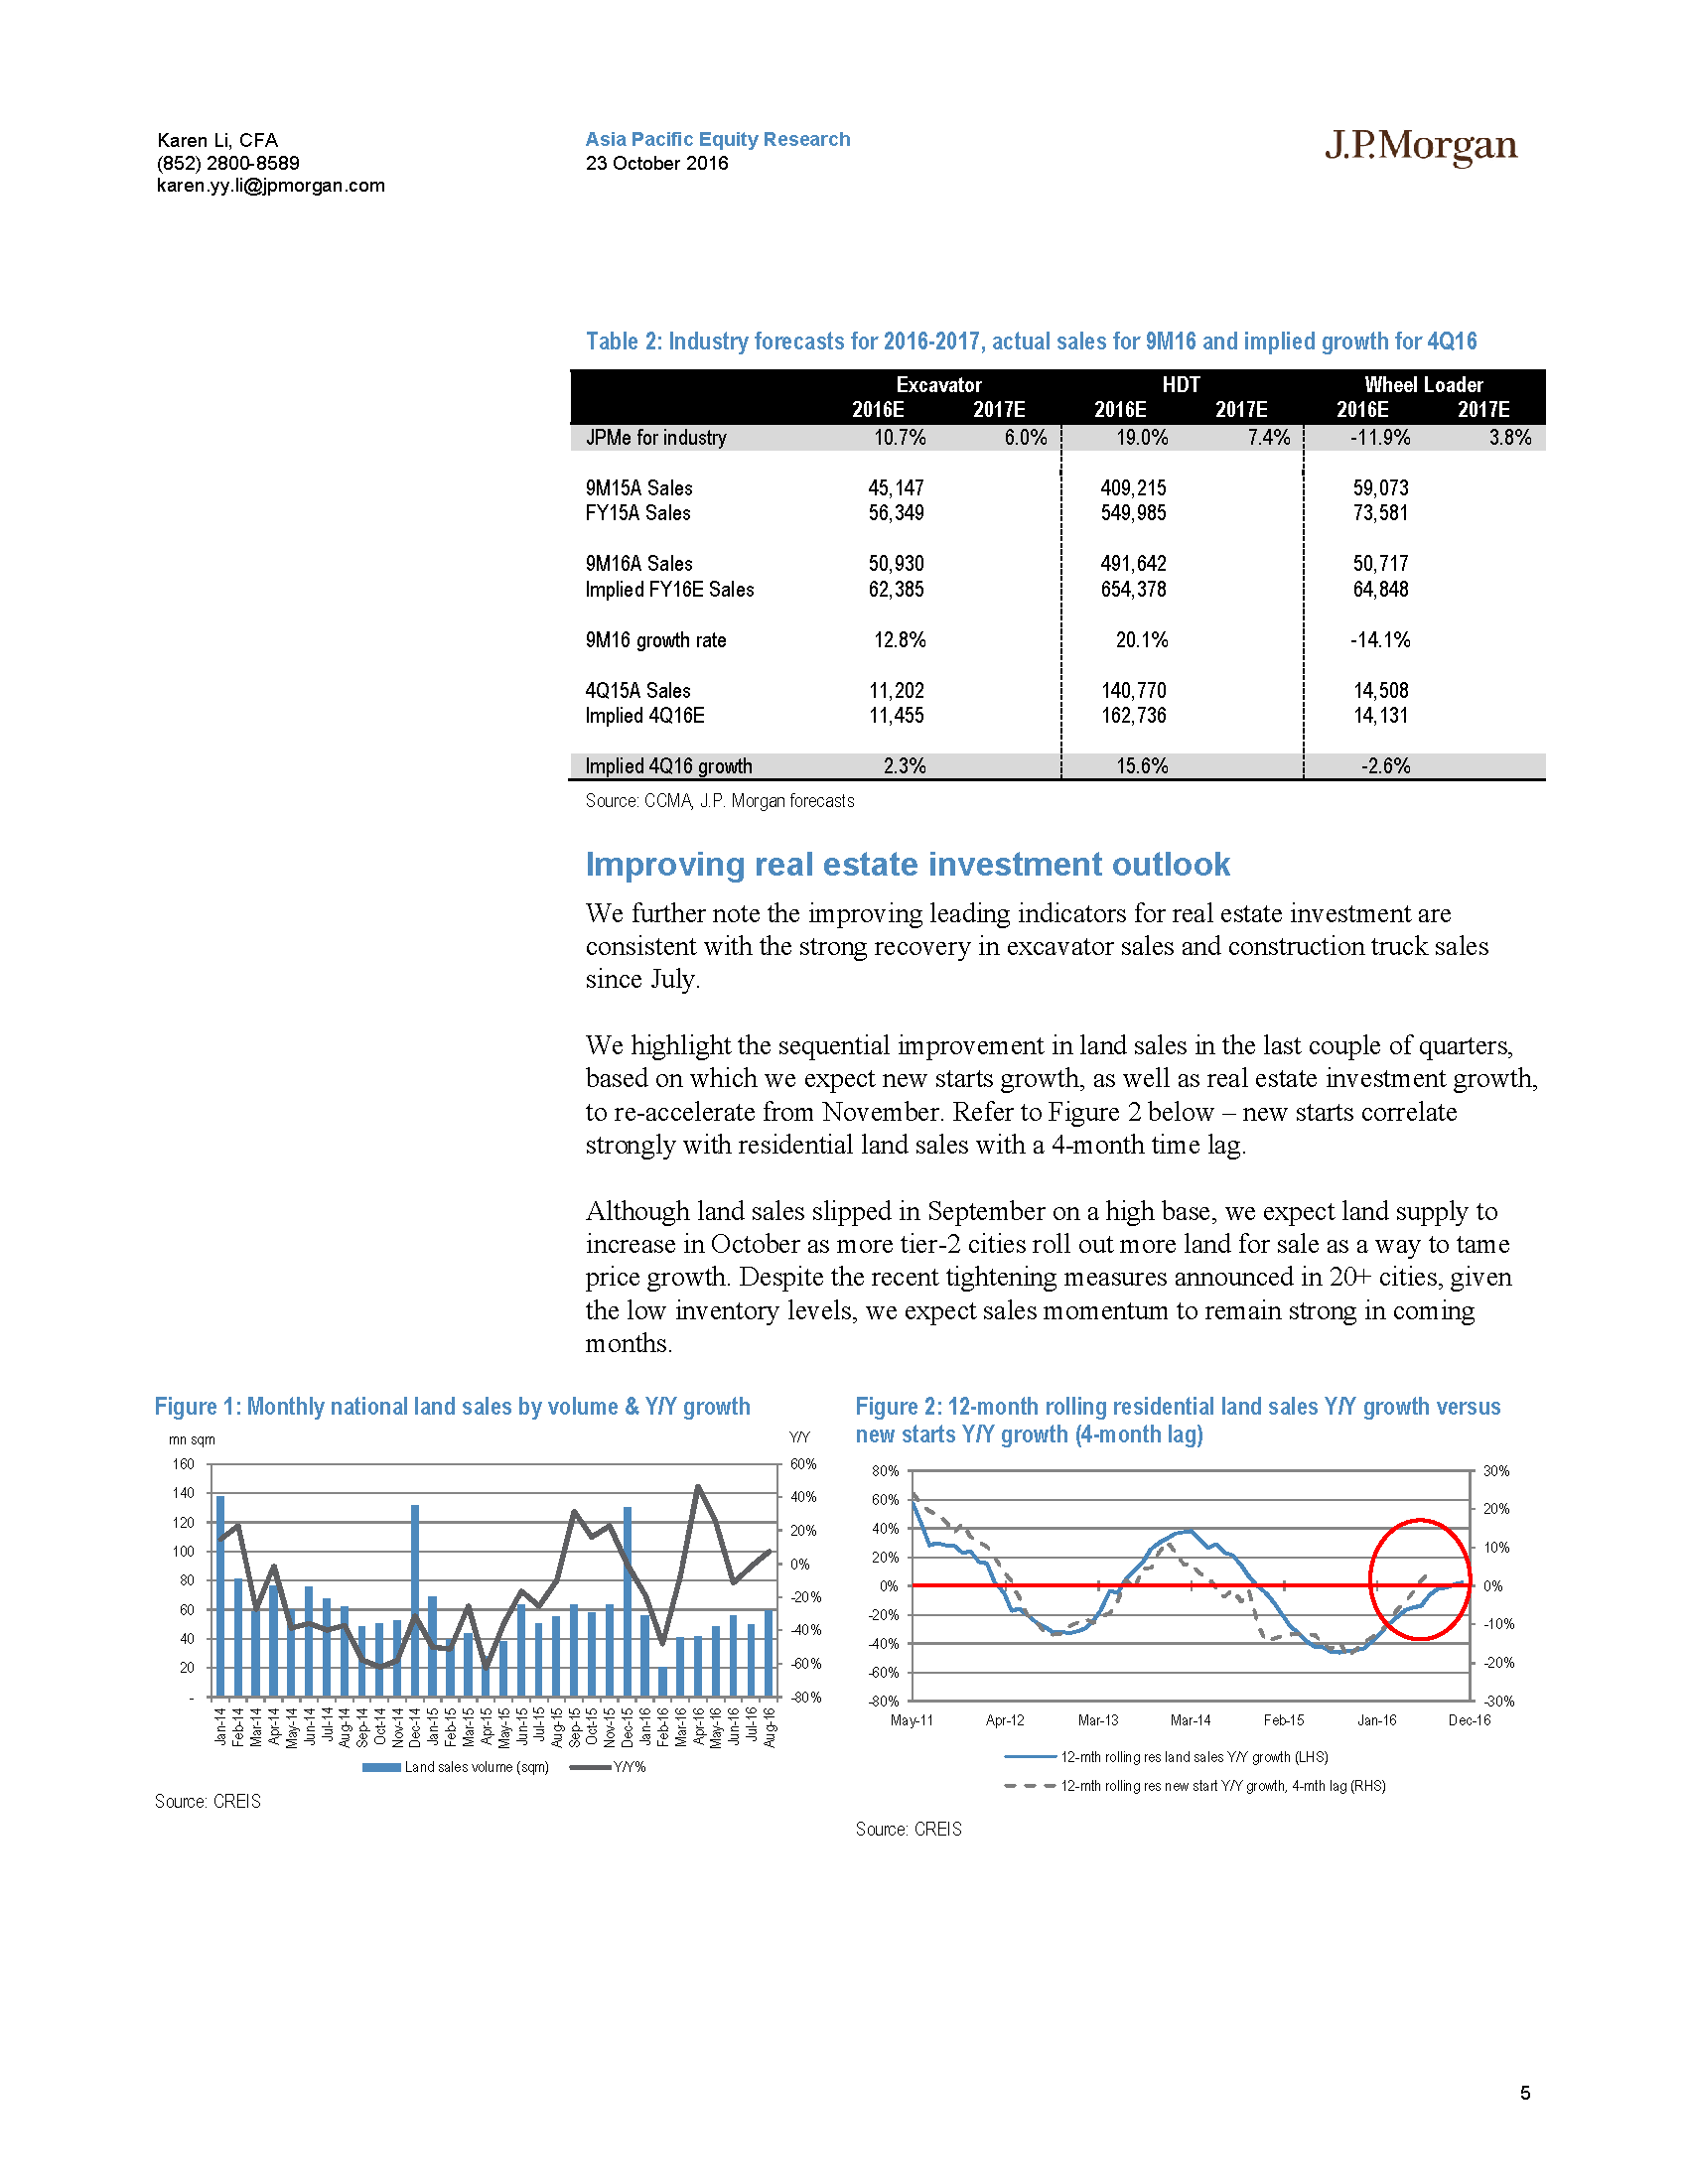 Karen Li, CFA
(852) 2800-8589
karen.yy.li@jpmorgan.com
Asia Pacific Equity Research
23 October 2016
J.P.Morgan
Table 2: Industry forecasts for 2016-2017, actual sales for 9M16 and implied growth for 4Q16
Excavator HDT Wheel Loader
2016E 2017E 2016E 2017E 2016E 2017E
JPMe for industry 10.7% 6.0% 19.0% 7.4% -11.9% 3.8%
9M15A Sales 45,147 409,215 59,073
FY15A Sales 56,349 549,985 73,581
9M16A Sales 50,930 491,642 50,717
Implied FY16E Sales 62,385 654,378 64,848
9M16 growth rate 12.8% 20.1% -14.1%
4Q15A Sales 11,202 140,770 14,508
Implied 4Q16E 11,455 162,736 14,131
Implied 4Q16 growth 2.3% 15.6% -2.6%
Source: CCMA, J.P. Morgan forecasts
Improving real estate investment outlook
We further note the improving leading indicators for real estate investment are
consistent with the strong recovery in excavator sales and construction truck sales
since July.
We highlight the sequential improvement in land sales in the last couple of quarters,
based on which we expect new starts growth, as well as real estate investment growth,
to re-accelerate from November. Refer to Figure 2 below – new starts correlate
strongly with residential land sales with a 4-month time lag.
Although land sales slipped in September on a high base, we expect land supply to
increase in October as more tier-2 cities roll out more land for sale as a way to tame
price growth. Despite the recent tightening measures announced in 20+ cities, given
the low inventory levels, we expect sales momentum to remain strong in coming
months.
Figure 1: Monthly national land sales by volume & Y/Y growth
mn sqm Y/Y
160 60%
140 40%
120 20%
100 0%
80 -20%
60 -40%
40 -60%
20 -80%
-
Jan-14 Feb-14 Mar-14 Apr-14 May-14 Jun-14 Jul-14 Aug-14 Sep-14 Oct-14 Nov-14 Dec-14 Jan-15 Feb-15 Mar-15 Apr-15 May-15 Jun-15 Jul-15 Aug-15 Sep-15 Oct-15 Nov-15 Dec-15 Jan-16 Feb-16 Mar-16 Apr-16 May-16 Jun-16 Jul-16 Aug-16
Land sales volume (sqm) Y/Y%
Source: CREIS
Figure 2: 12-month rolling residential land sales Y/Y growth versus
new starts Y/Y growth (4-month lag)
80% 30%
60% 20%
40% 10%
20% 0%
0% -10%
-20% -20%
-40% -30%
-60%
-80%
May-11 Apr-12 Mar-13 Mar-14 Feb-15 Jan-16 Dec-16
12-mth rolling res land sales Y/Y growth (LHS)
12-mth rolling res new start Y/Y growth, 4-mth lag (RHS)
Source: CREIS
5